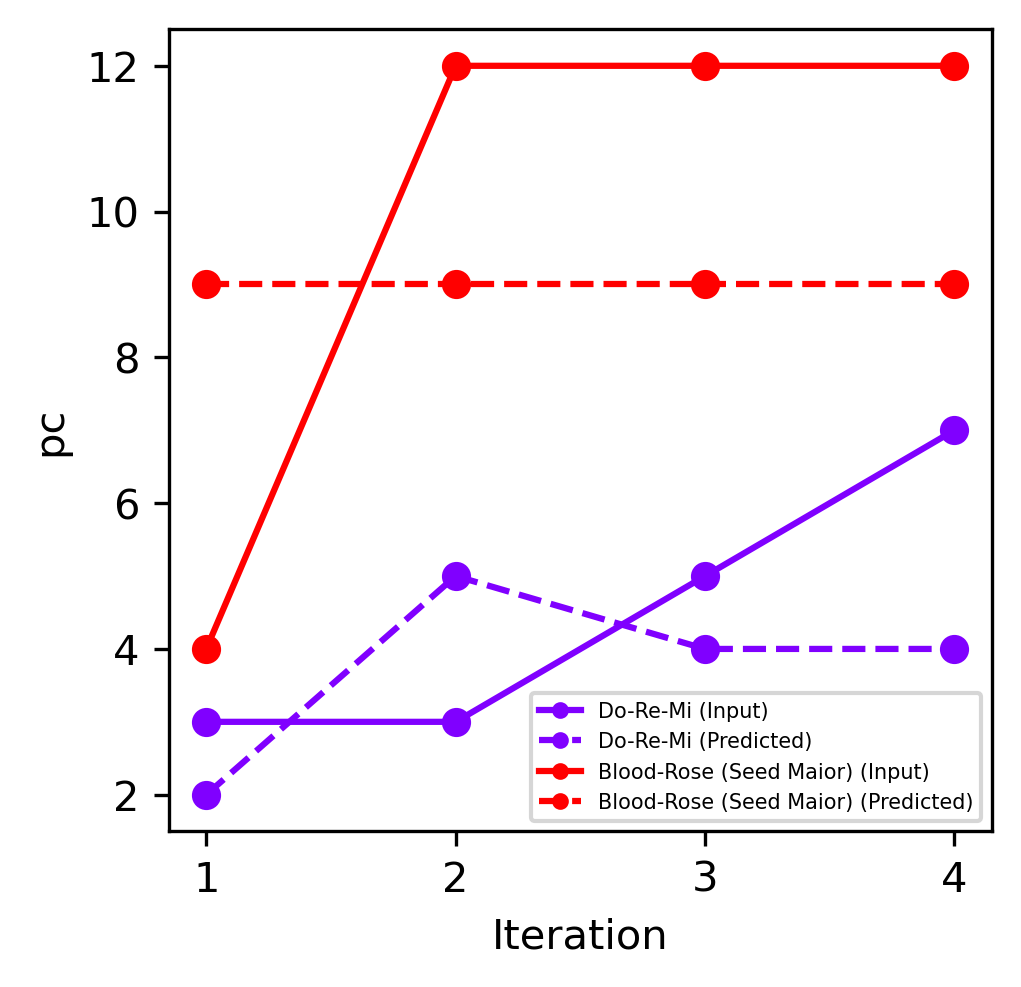 12
10
8
6
4
2
pc
Do-Re-Mi (Input)
Do-Re-Mi (Predicted)
Blood-Rose (Seed Maior) (Input)
Blood-Rose (Seed Maior) (Predicted)
1 2 3 4
Iteration